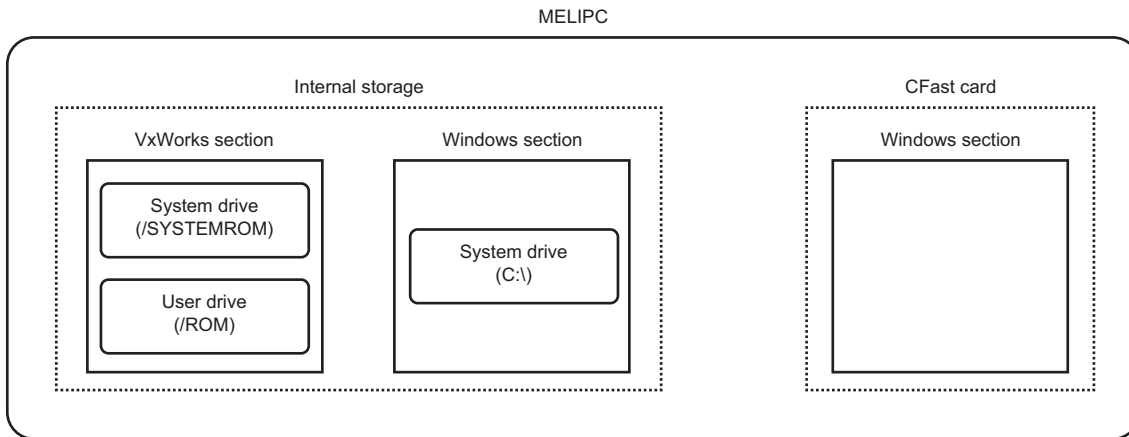 MELIPC
Internal storage
CFast card
VxWorks section
Windows section
Windows section
System drive
(/SYSTEMROM)
System drive
(C:\)
User drive
(/ROM)